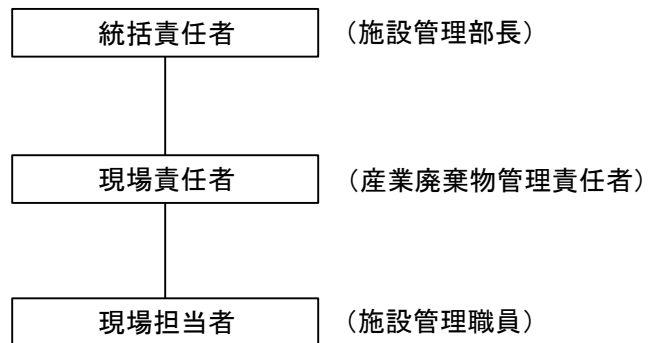 統括責任者 （施設管理部長）
現場責任者 （産業廃棄物管理責任者）
現場担当者 （施設管理職員）